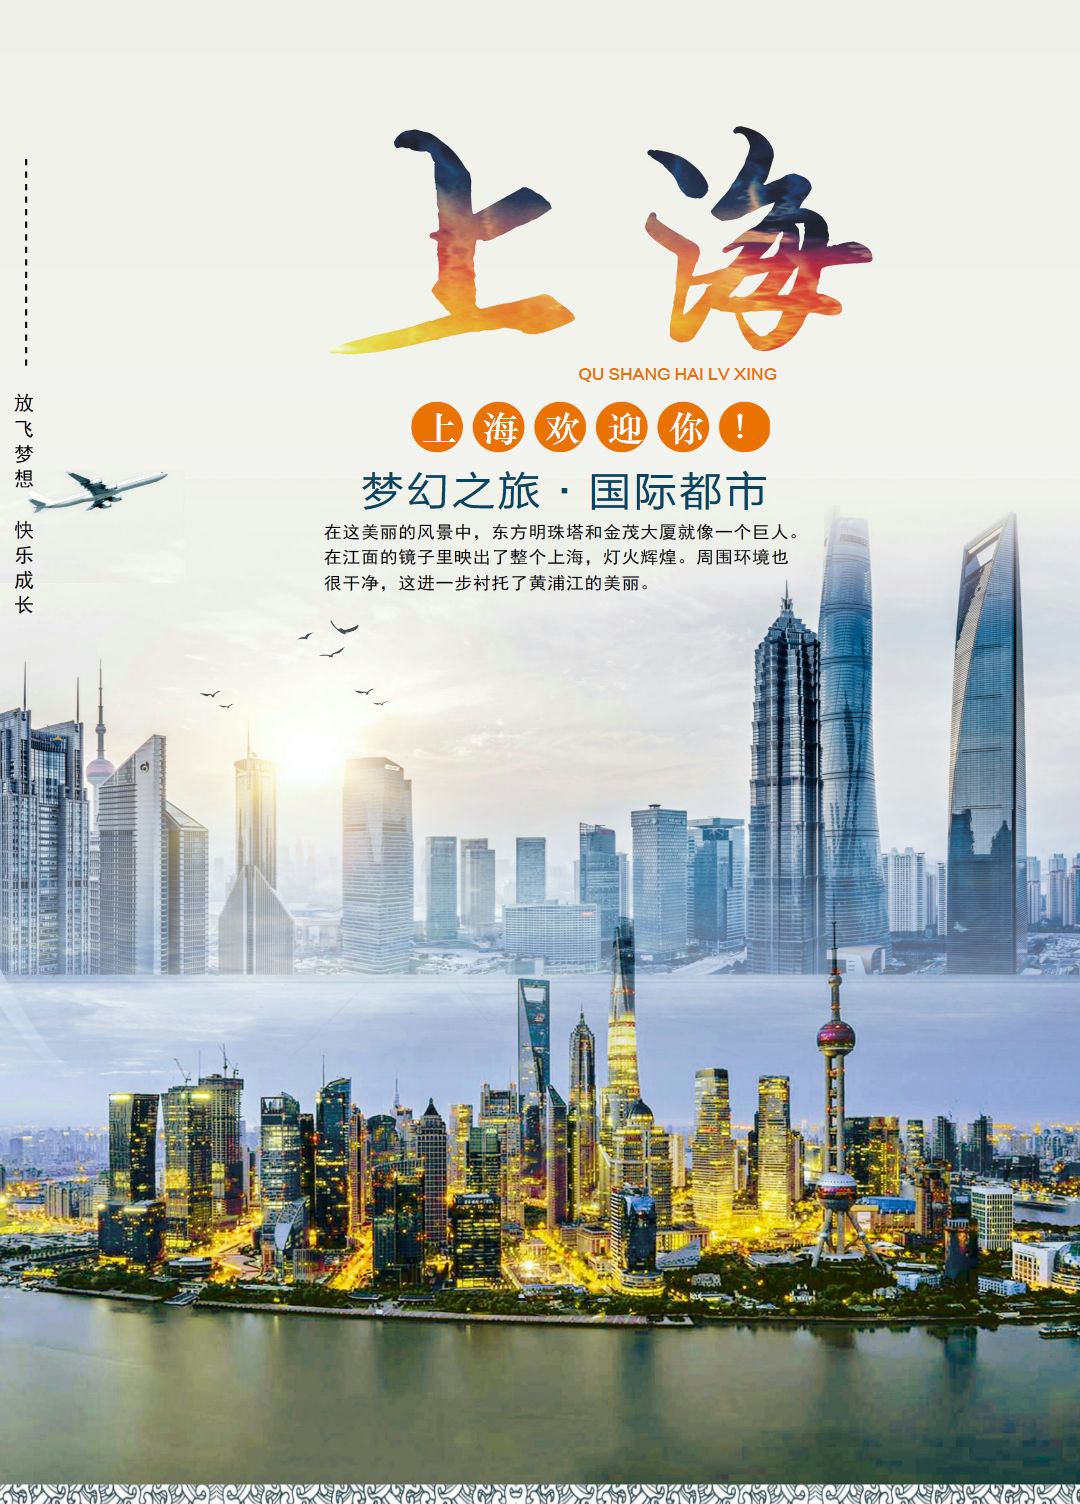 上海
QU SHANG HAI LV XING
上海欢迎你！
梦幻之旅·国际都市
在这美丽的风景中，东方明珠塔和金茂大厦就像一个巨人。
在江面的镜子里映出了整个上海，灯火辉煌。周围环境也
很干净，这进一步衬托了黄浦江的美丽。
放飞梦想 快乐成长